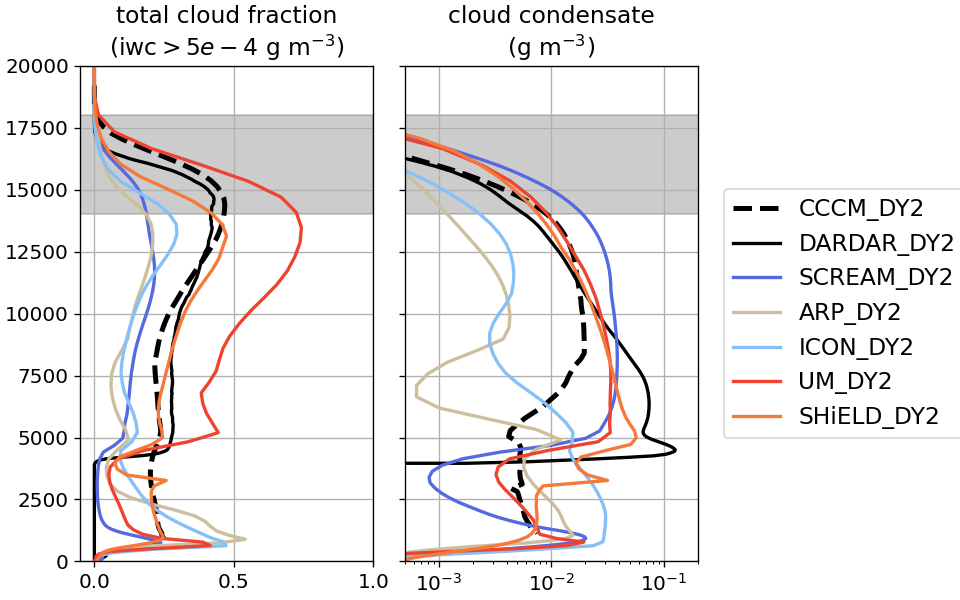 total cloud fraction
(iwc > 5e − 4 g m⁻³)
cloud condensate
(g m⁻³)
20000
17500
15000
12500
10000
7500
5000
2500
0
0.0
0.5
1.0
10⁻³
10⁻²
10⁻¹
CCCM_DY2
DARDAR_DY2
SCREAM_DY2
ARP_DY2
ICON_DY2
UM_DY2
SHiELD_DY2